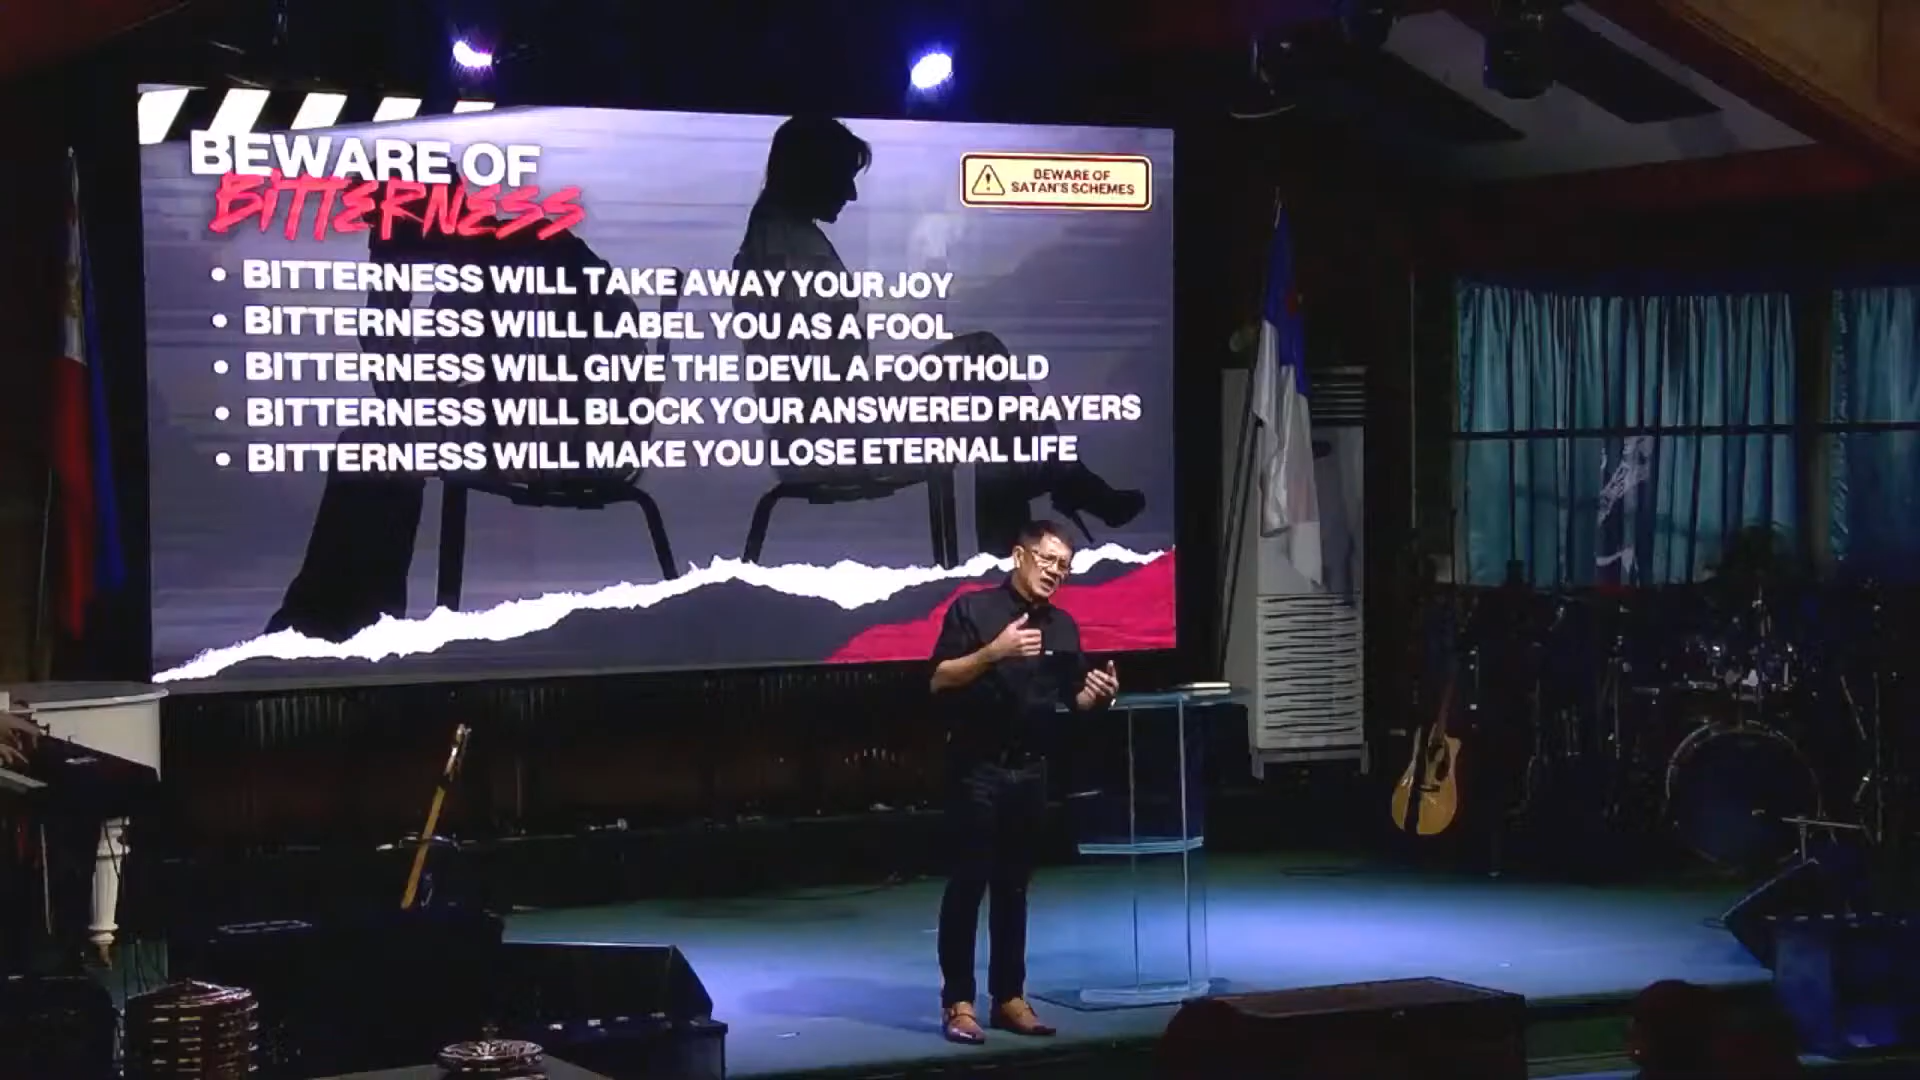 BEWARE OF
BITTERNESS
BEWARE OF
SATAN'S SCHEMES
• BITTERNESS WILL TAKE AWAY YOUR JOY
• BITTERNESS WIILL LABEL YOU AS A FOOL
• BITTERNESS WILL GIVE THE DEVIL A FOOTHOLD
• BITTERNESS WILL BLOCK YOUR ANSWERED PRAYERS
• BITTERNESS WILL MAKE YOU LOSE ETERNAL LIFE